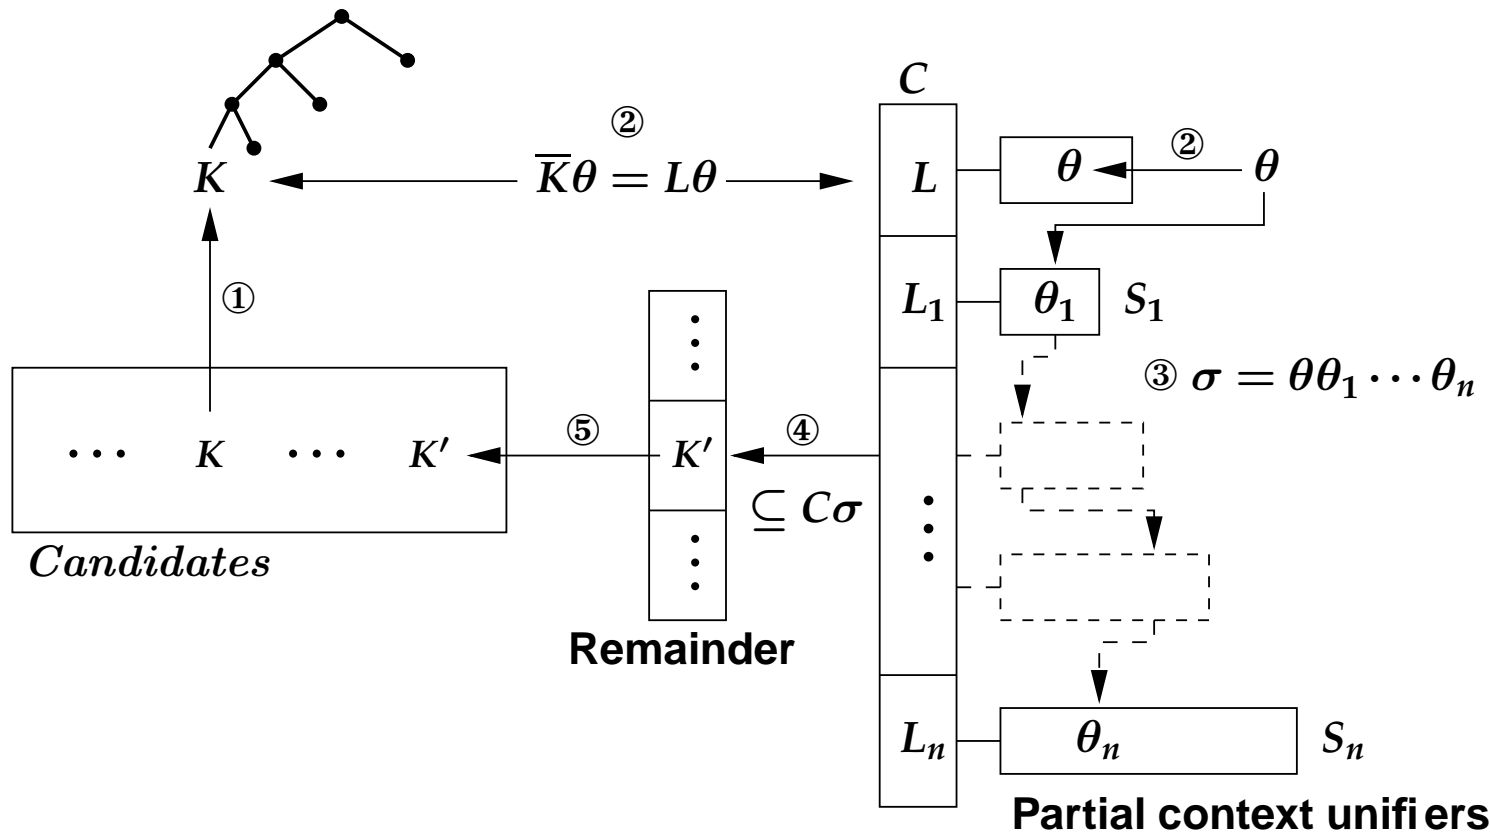 C
②
K
K̅θ = Lθ
L
θ
②
θ
①
L₁
θ₁
S₁
⋮
③ σ = θθ₁⋯θₙ
⋯ K ⋯ K′
⑤
K′
④
⊆ Cσ
⋮
Candidates
⋮
Remainder
Lₙ
θₙ
Sₙ
Partial context unifiers